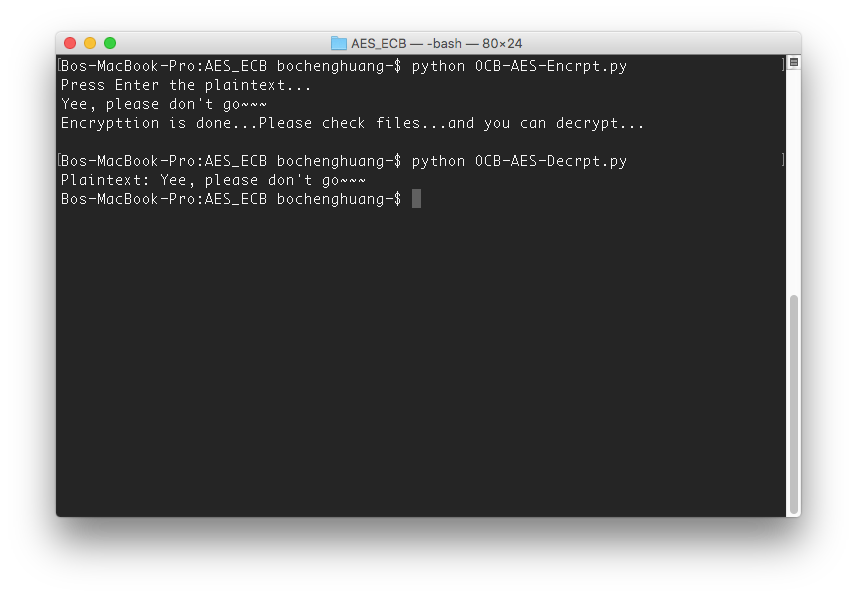 AES_ECB — -bash — 80×24
[Bos-MacBook-Pro:AES_ECB bochenghuang-$ python OCB-AES-Encrpt.py ]
Press Enter the plaintext...
Yee, please don't go~~~
Encrypttion is done...Please check files...and you can decrypt...
[Bos-MacBook-Pro:AES_ECB bochenghuang-$ python OCB-AES-Decrpt.py ]
Plaintext: Yee, please don't go~~~
Bos-MacBook-Pro:AES_ECB bochenghuang-$